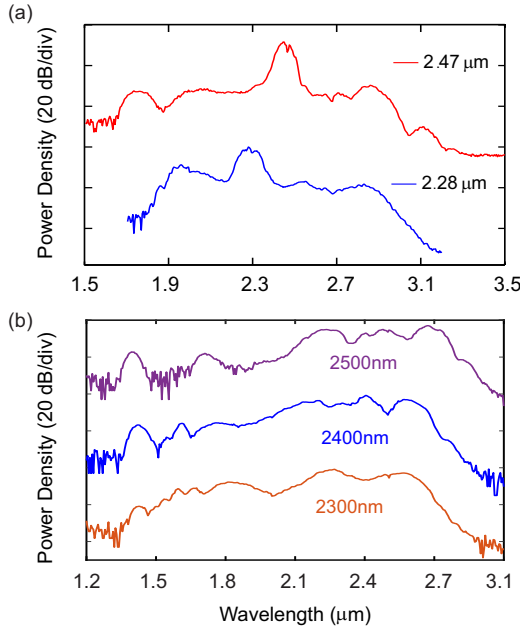 (a)
Power Density (20 dB/div)
2.47 μm
2.28 μm
1.5 1.9 2.3 2.7 3.1 3.5
(b)
Power Density (20 dB/div)
2500nm
2400nm
2300nm
1.2 1.5 1.8 2.1 2.4 2.7 3.1
Wavelength (μm)